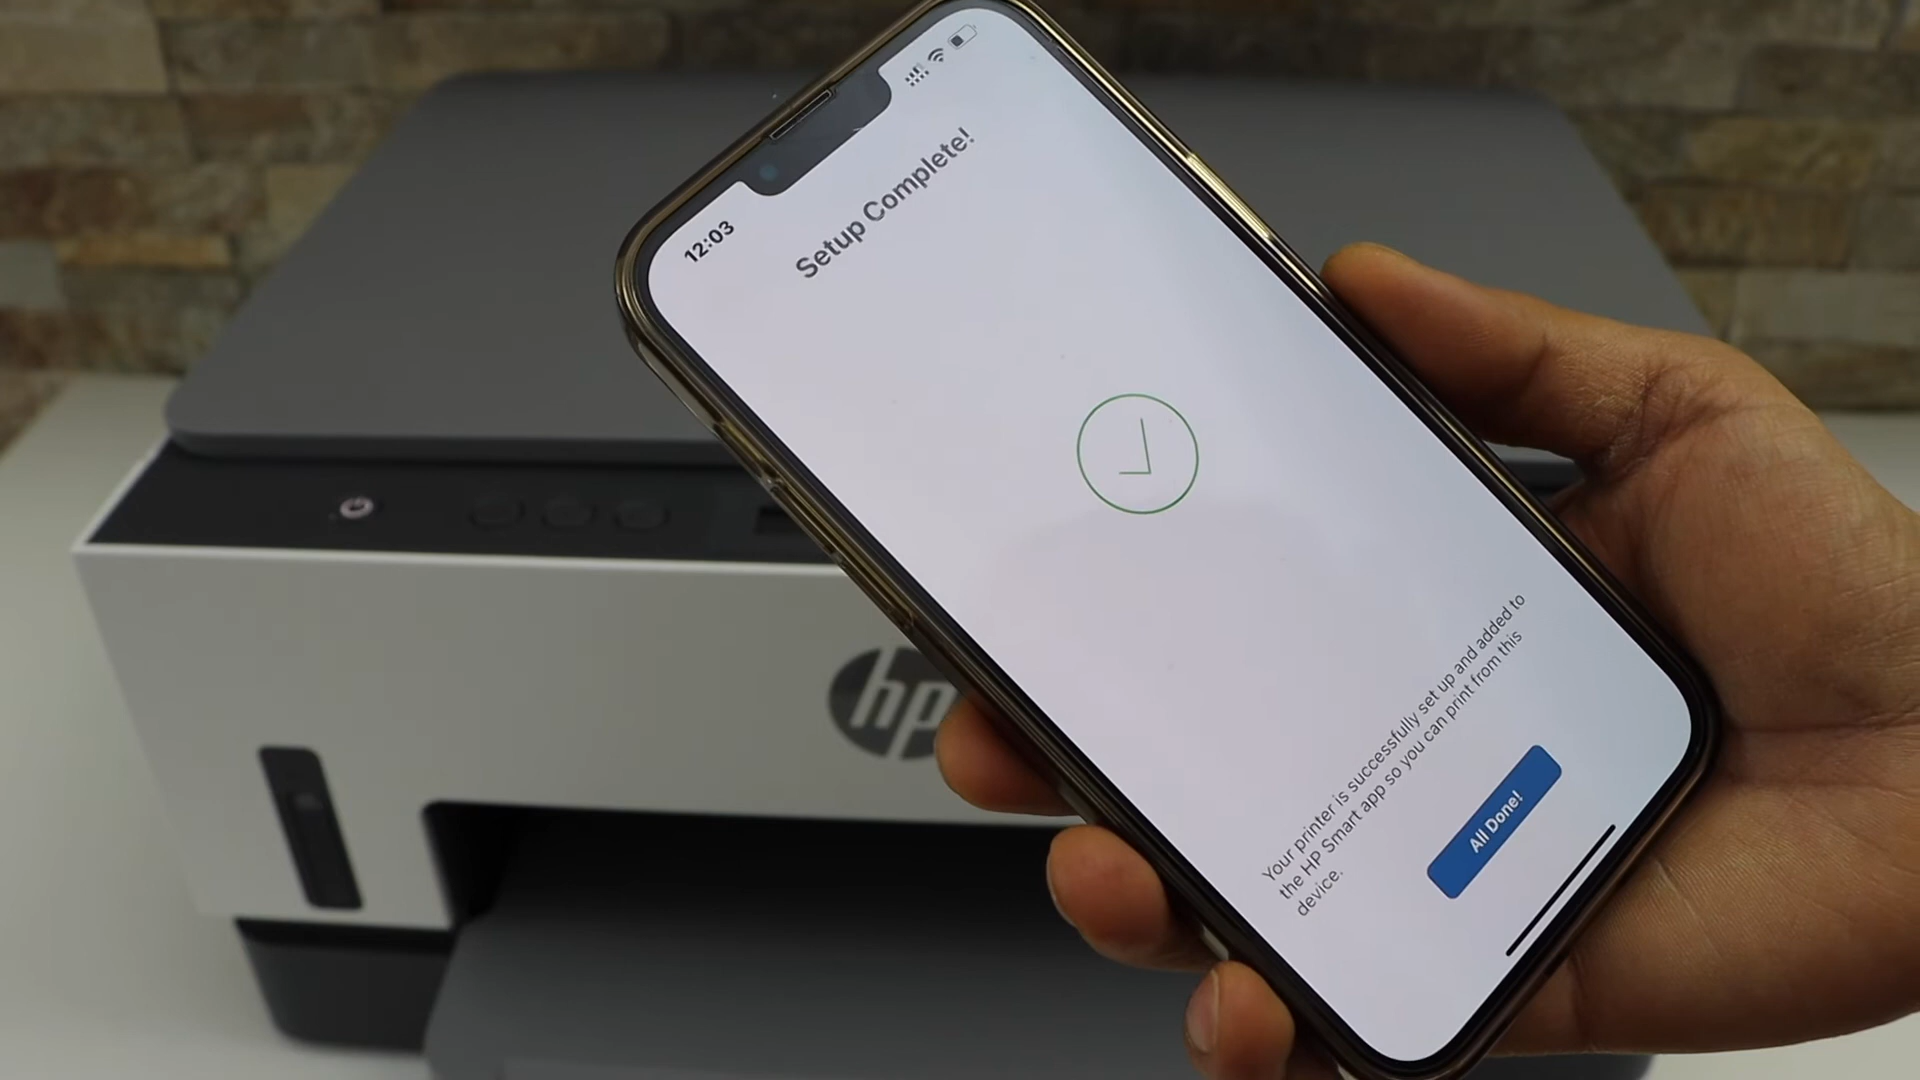 12:03
Setup Complete!
Your printer is successfully set up and added to
the HP Smart app so you can print from this
device.
All Done!
hp